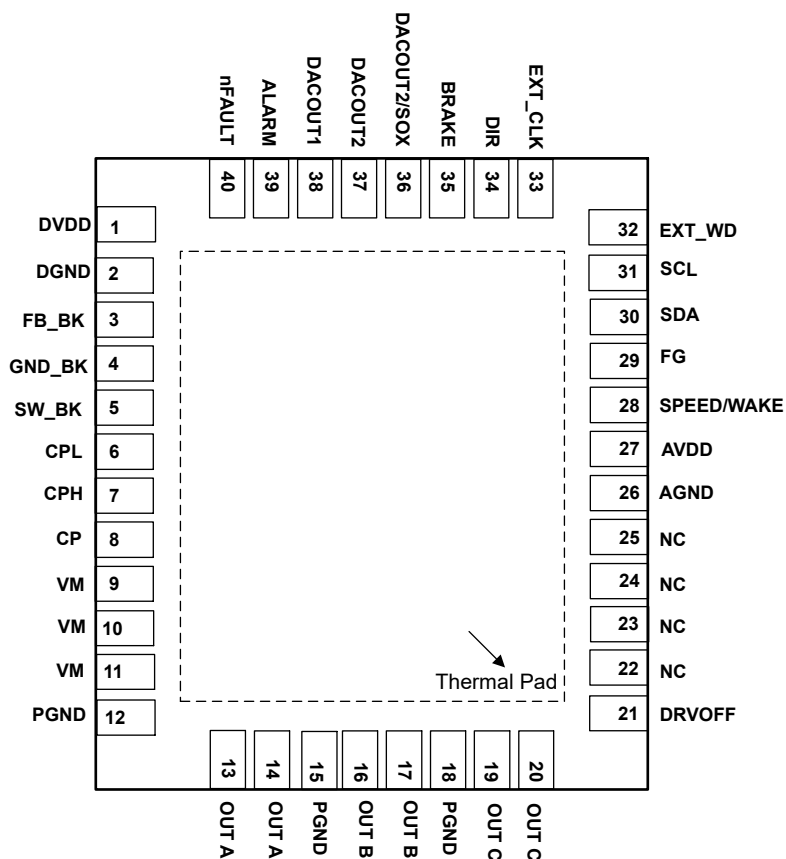 nFAULT
ALARM
DACOUT1
DACOUT2
DACOUT2/SOX
BRAKE
DIR
EXT_CLK
40
39
38
37
36
35
34
33
DVDD 1
DGND 2
FB_BK 3
GND_BK 4
SW_BK 5
CPL 6
CPH 7
CP 8
VM 9
VM 10
VM 11
PGND 12
32 EXT_WD
31 SCL
30 SDA
29 FG
28 SPEED/WAKE
27 AVDD
26 AGND
25 NC
24 NC
23 NC
22 NC
21 DRVOFF
Thermal Pad
13
14
15
16
17
18
19
20
OUT A
OUT A
PGND
OUT B
OUT B
PGND
OUT C
OUT C